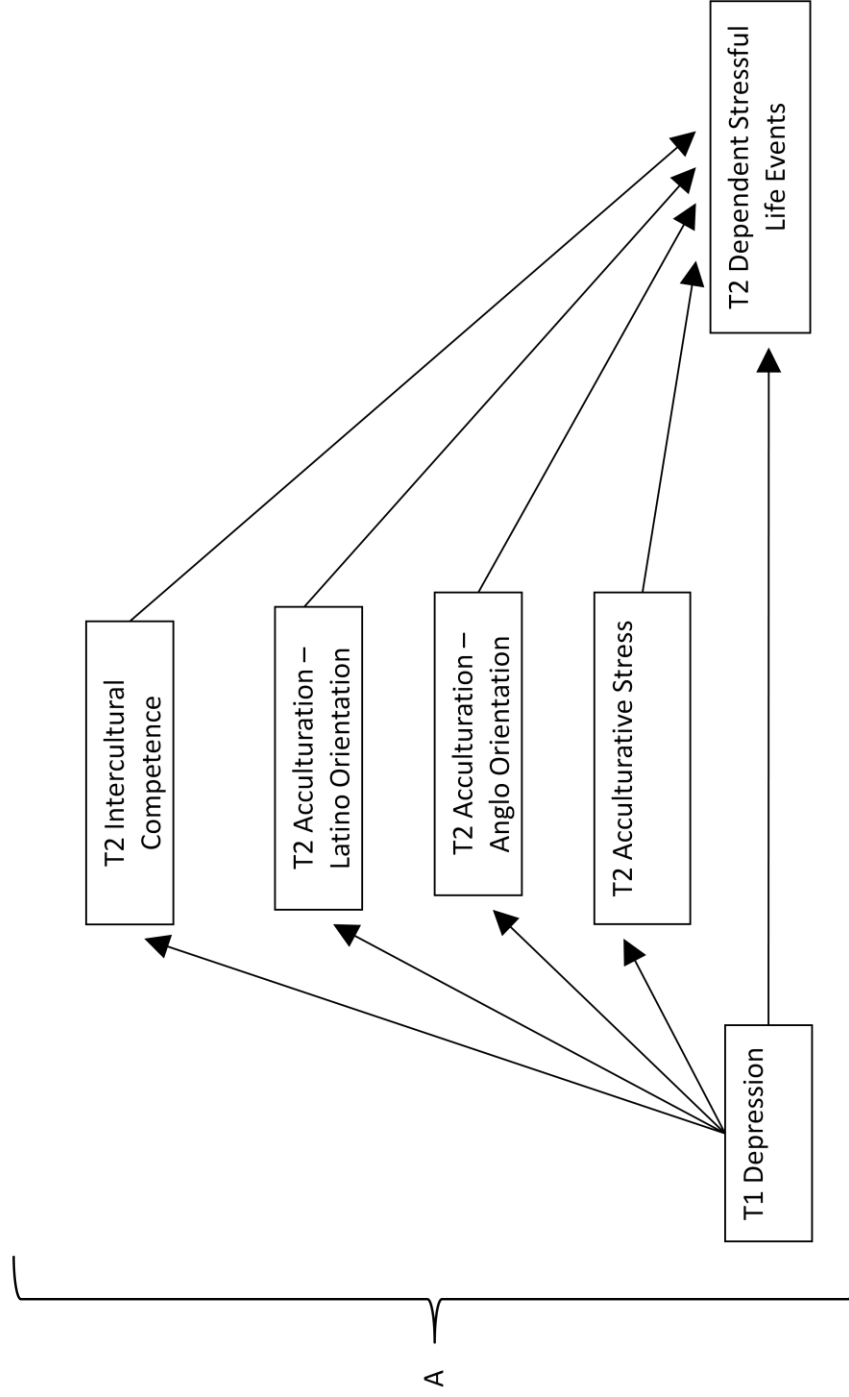 A
T2 Intercultural
Competence
T2 Acculturation –
Latino Orientation
T2 Acculturation –
Anglo Orientation
T2 Acculturative Stress
T1 Depression
T2 Dependent Stressful
Life Events